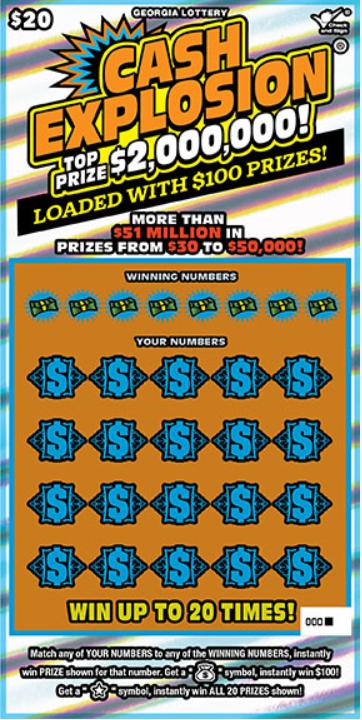 $20
GEORGIA LOTTERY
Check
and Sign
CASH
EXPLOSION
®
TOP
PRIZE $2,000,000!
LOADED WITH $100 PRIZES!
MORE THAN
$51 MILLION IN
PRIZES FROM $30 TO $50,000!
WINNING NUMBERS
YOUR NUMBERS
$ $ $ $ $
$ $ $ $ $
$ $ $ $ $
$ $ $ $ $
WIN UP TO 20 TIMES!
000
Match any of YOUR NUMBERS to any of the WINNING NUMBERS, instantly
win PRIZE shown for that number. Get a " " symbol, instantly win $100!
Get a " " symbol, instantly win ALL 20 PRIZES shown!